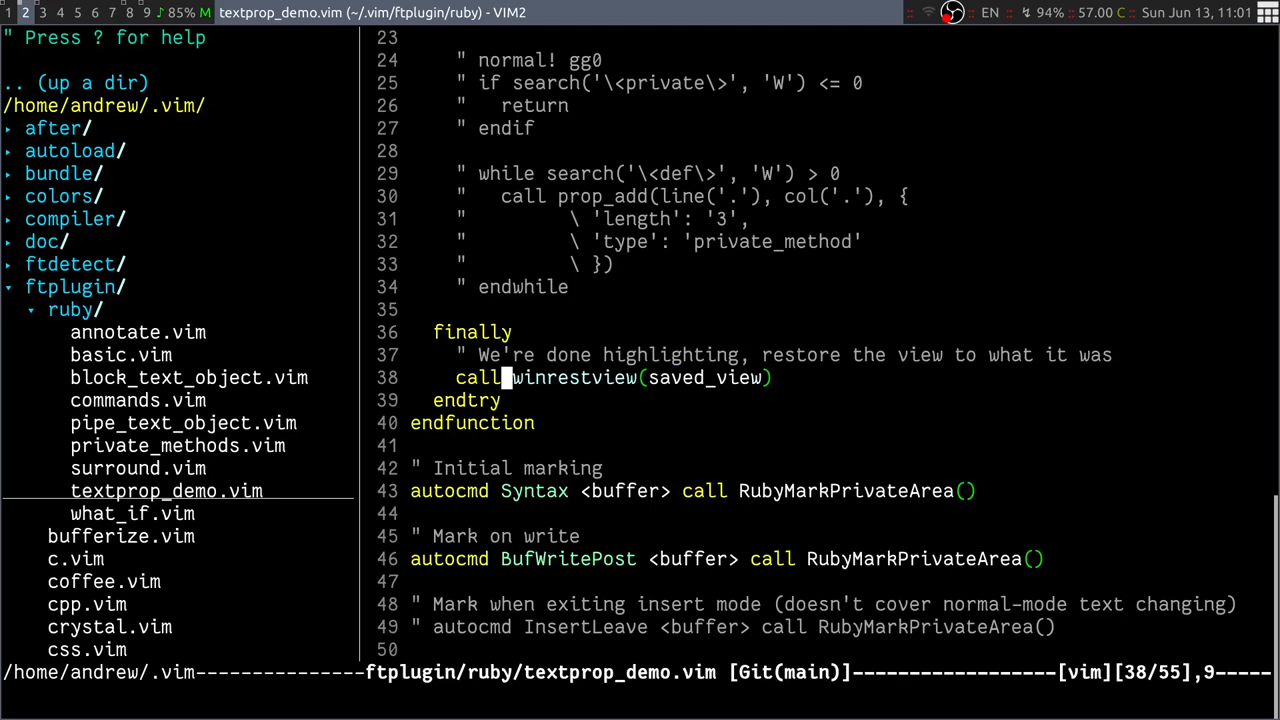 1 2 3 4 5 6 7 8 9 ♪ 85% M textprop_demo.vim (~/.vim/ftplugin/ruby) - VIM2 :: :: EN :: ↯ 94% :: 57.00 C :: Sun Jun 13, 11:01
" Press ? for help
.. (up a dir)
/home/andrew/.vim/
▸ after/
▸ autoload/
▸ bundle/
▸ colors/
▸ compiler/
▸ doc/
▸ ftdetect/
▾ ftplugin/
▾ ruby/
annotate.vim
basic.vim
block_text_object.vim
commands.vim
pipe_text_object.vim
private_methods.vim
surround.vim
textprop_demo.vim
what_if.vim
bufferize.vim
c.vim
coffee.vim
cpp.vim
crystal.vim
css.vim
23
24 " normal! gg0
25 " if search('\<private\>', 'W') <= 0
26 " return
27 " endif
28
29 " while search('\<def\>', 'W') > 0
30 " call prop_add(line('.'), col('.'), {
31 " \ 'length': '3',
32 " \ 'type': 'private_method'
33 " \ })
34 " endwhile
35
36 finally
37 " We're done highlighting, restore the view to what it was
38 call winrestview(saved_view)
39 endtry
40 endfunction
41
42 " Initial marking
43 autocmd Syntax <buffer> call RubyMarkPrivateArea()
44
45 " Mark on write
46 autocmd BufWritePost <buffer> call RubyMarkPrivateArea()
47
48 " Mark when exiting insert mode (doesn't cover normal-mode text changing)
49 " autocmd InsertLeave <buffer> call RubyMarkPrivateArea()
50
/home/andrew/.vim---------------ftplugin/ruby/textprop_demo.vim [Git(main)]------------------[vim][38/55],9-----